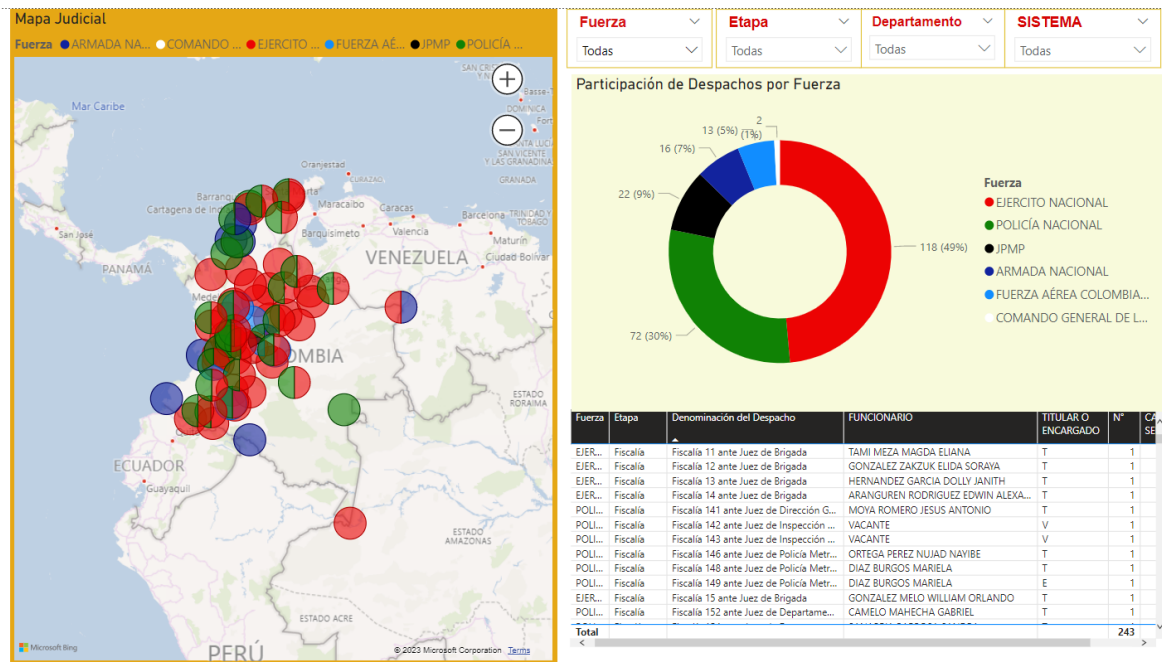 Mapa Judicial
Fuerza ARMADA NA... COMANDO ... EJERCITO ... FUERZA AÉ... JPMP POLICÍA ...
Mar Caribe
Oranjestad
CURAZAO
GRANADA
DOMINICA
Y LAS GRANADINAS
Maracaibo
Caracas
Barcelona
TRINIDAD Y
TOBAGO
Barquisimeto
Valencia
Maturín
Cartagena de
San José
PANAMÁ
VENEZUELA
Ciudad Bolívar
OMBIA
ESTADO
RORAIMA
ECUADOR
Guayaquil
ESTADO
AMAZONAS
ESTADO ACRE
PERÚ
Microsoft Bing
© 2023 Microsoft Corporation Terms
Fuerza
Todas
Etapa
Todas
Departamento
Todas
SISTEMA
Todas
Participación de Despachos por Fuerza
2
(1%)
13 (5%)
16 (7%)
22 (9%)
118 (49%)
72 (30%)
Fuerza
EJERCITO NACIONAL
POLICÍA NACIONAL
JPMP
ARMADA NACIONAL
FUERZA AÉREA COLOMBIA...
COMANDO GENERAL DE L...
Fuerza Etapa Denominación del Despacho FUNCIONARIO TITULAR O ENCARGADO N° CA SE
EJER... Fiscalía Fiscalía 11 ante Juez de Brigada TAMI MEZA MAGDA ELIANA T 1
EJER... Fiscalía Fiscalía 12 ante Juez de Brigada GONZALEZ ZAKZUK ELIDA SORAYA T 1
EJER... Fiscalía Fiscalía 13 ante Juez de Brigada HERNANDEZ GARCIA DOLLY JANITH T 1
EJER... Fiscalía Fiscalía 14 ante Juez de Brigada ARANGUREN RODRIGUEZ EDWIN ALEXA... T 1
POLI... Fiscalía Fiscalía 141 ante Juez de Dirección G... MOYA ROMERO JESUS ANTONIO T 1
POLI... Fiscalía Fiscalía 142 ante Juez de Inspección ... VACANTE V 1
POLI... Fiscalía Fiscalía 143 ante Juez de Inspección ... VACANTE V 1
POLI... Fiscalía Fiscalía 146 ante Juez de Policía Metr... ORTEGA PEREZ NUJAD NAYIBE T 1
POLI... Fiscalía Fiscalía 148 ante Juez de Policía Metr... DIAZ BURGOS MARIELA T 1
POLI... Fiscalía Fiscalía 149 ante Juez de Policía Metr... DIAZ BURGOS MARIELA E 1
EJER... Fiscalía Fiscalía 15 ante Juez de Brigada GONZALEZ MELO WILLIAM ORLANDO T 1
POLI... Fiscalía Fiscalía 152 ante Juez de Departame... CAMELO MAHECHA GABRIEL T 1
Total 243